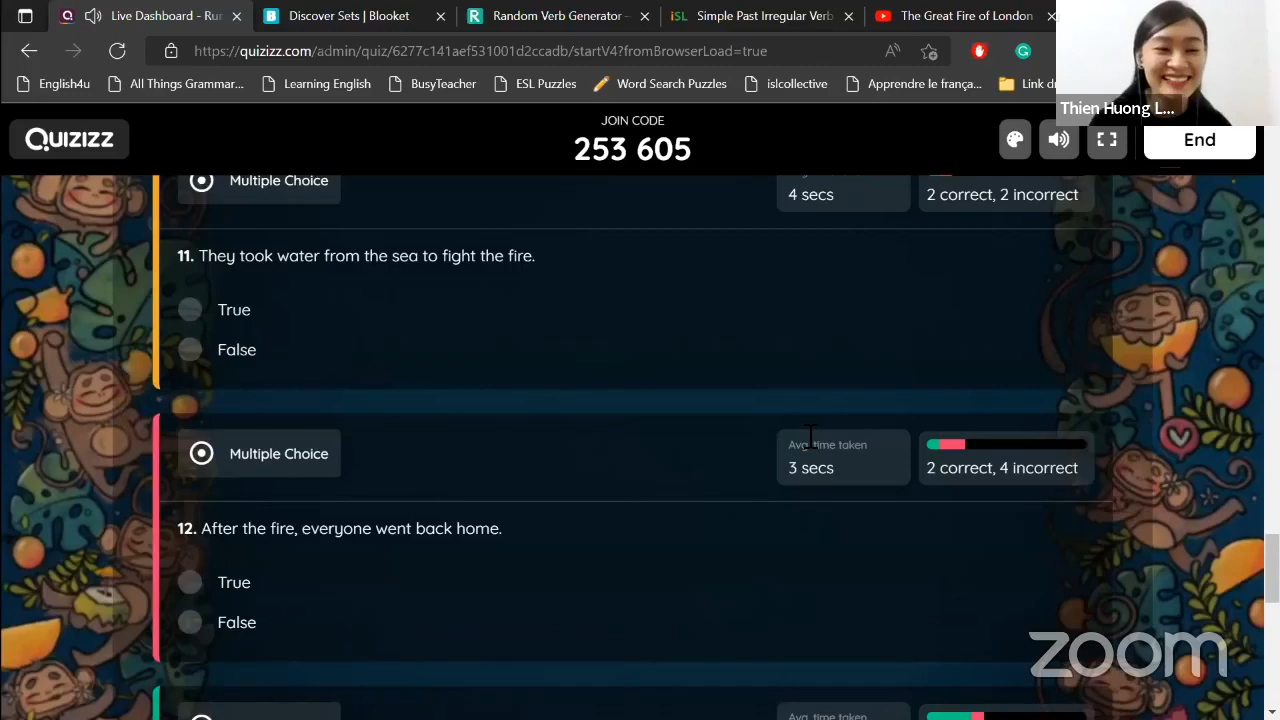 Live Dashboard - Rur
Discover Sets | Blooket
Random Verb Generator -
iSL Simple Past Irregular Verb
The Great Fire of London
https://quizizz.com/admin/quiz/6277c141aef531001d2ccadb/startV4?fromBrowserLoad=true
English4u
All Things Grammar...
Learning English
BusyTeacher
ESL Puzzles
Word Search Puzzles
islcollective
Apprendre le frança...
Link d
Thien Huong L...
QUIZIZZ
JOIN CODE
253 605
End
Multiple Choice
4 secs
2 correct, 2 incorrect
11. They took water from the sea to fight the fire.
True
False
Multiple Choice
Avg. time taken
3 secs
2 correct, 4 incorrect
12. After the fire, everyone went back home.
True
False
zoom
Avg. time taken